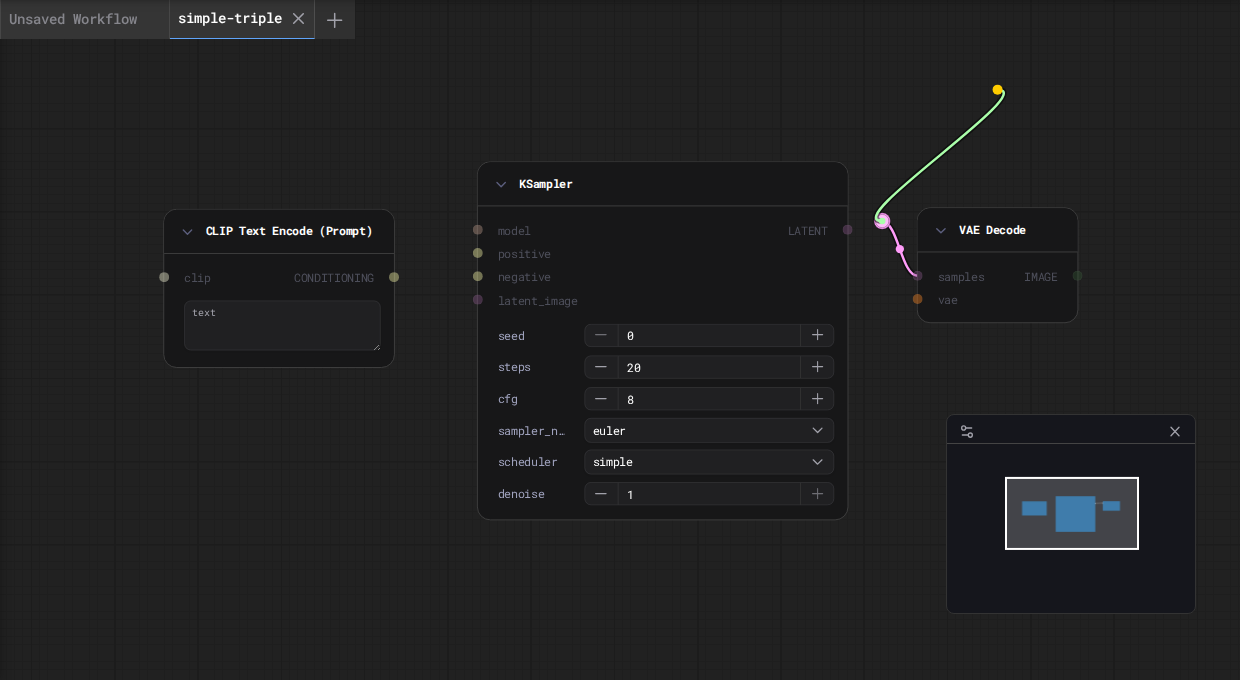 Unsaved Workflow
simple-triple
CLIP Text Encode (Prompt)
clip
CONDITIONING
text
KSampler
model
LATENT
positive
negative
latent_image
seed
0
steps
20
cfg
8
sampler_n…
euler
scheduler
simple
denoise
1
VAE Decode
samples
IMAGE
vae